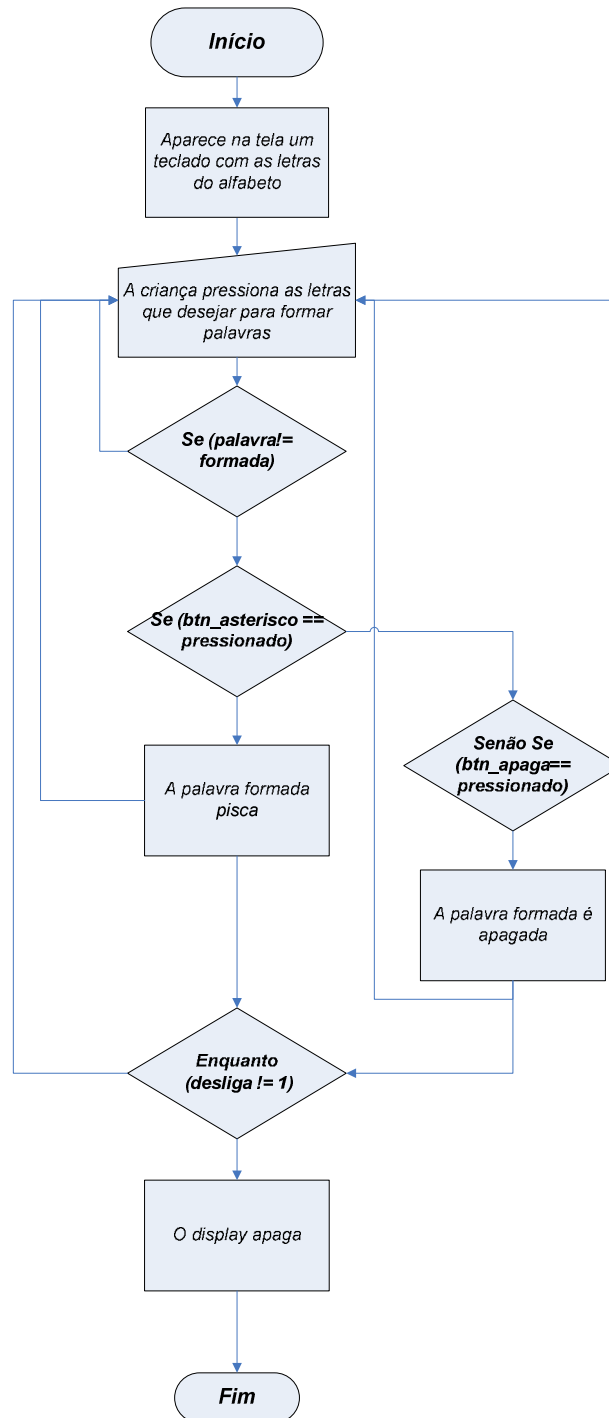 Início
Aparece na tela um
teclado com as letras
do alfabeto
A criança pressiona as letras
que desejar para formar
palavras
Se (palavra!=
formada)
Se (btn_asterisco ==
pressionado)
Senão Se
(btn_apaga==
pressionado)
A palavra formada
pisca
A palavra formada é
apagada
Enquanto
(desliga != 1)
O display apaga
Fim